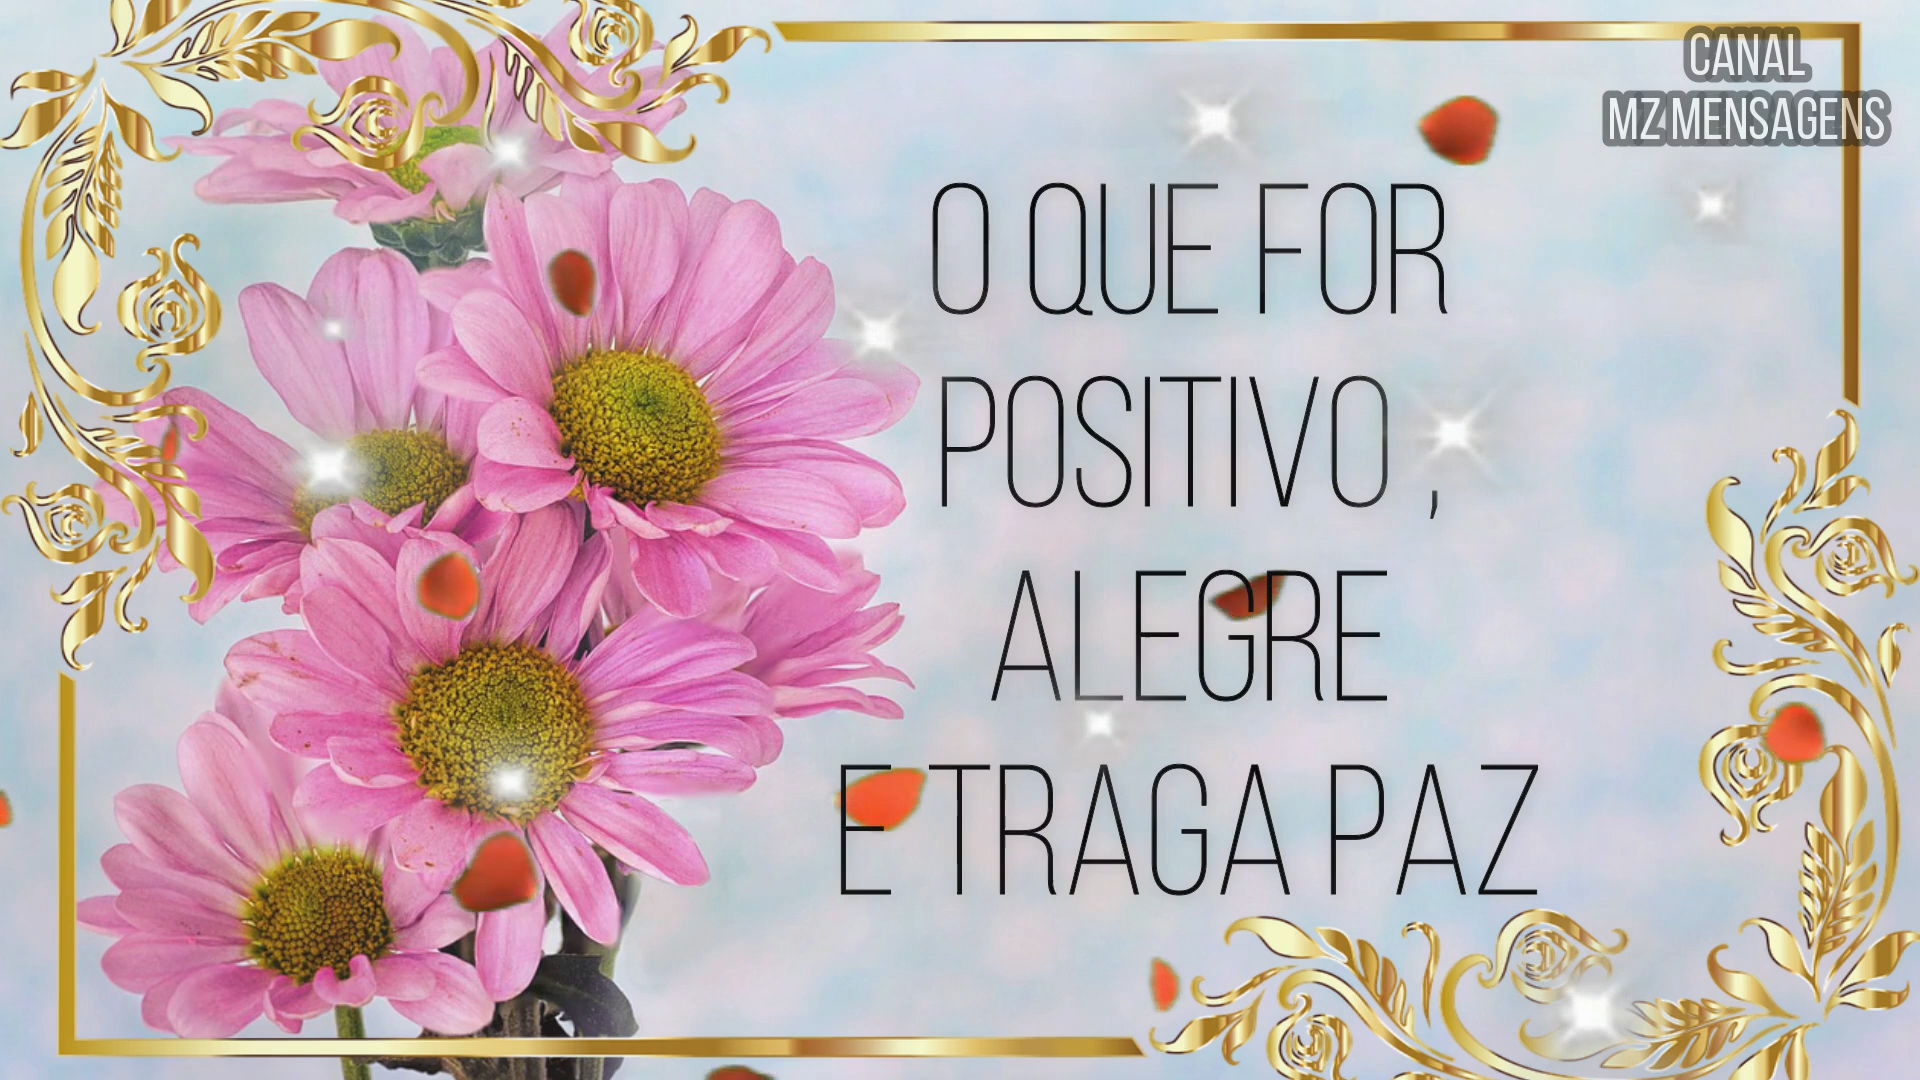 CANAL
MZ MENSAGENS
O QUE FOR
POSITIVO ,
ALEGRE
E TRAGA PAZ